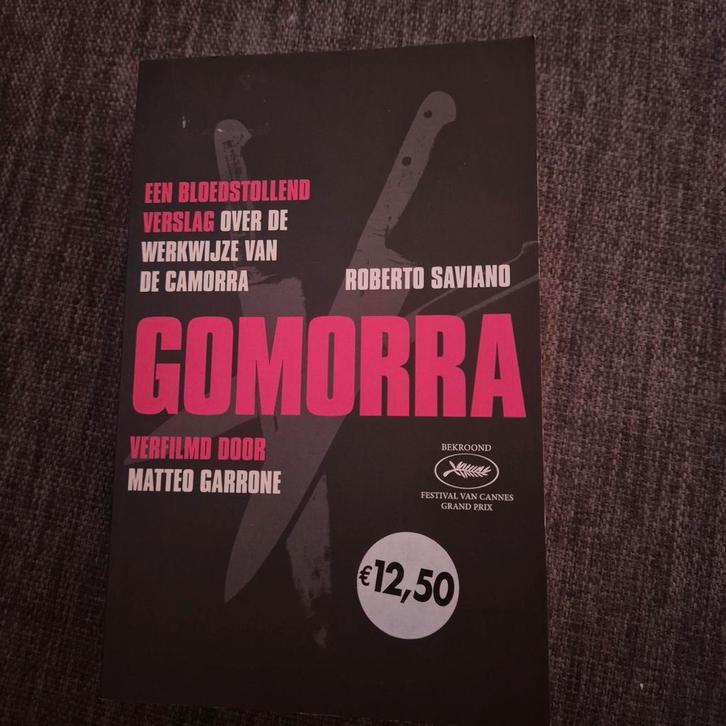 EEN BLOEDSTOLLEND
VERSLAG OVER DE
WERKWIJZE VAN
DE CAMORRA
ROBERTO SAVIANO
GOMORRA
VERFILMD DOOR
MATTEO GARRONE
BEKROOND
FESTIVAL VAN CANNES
GRAND PRIX
€12,50